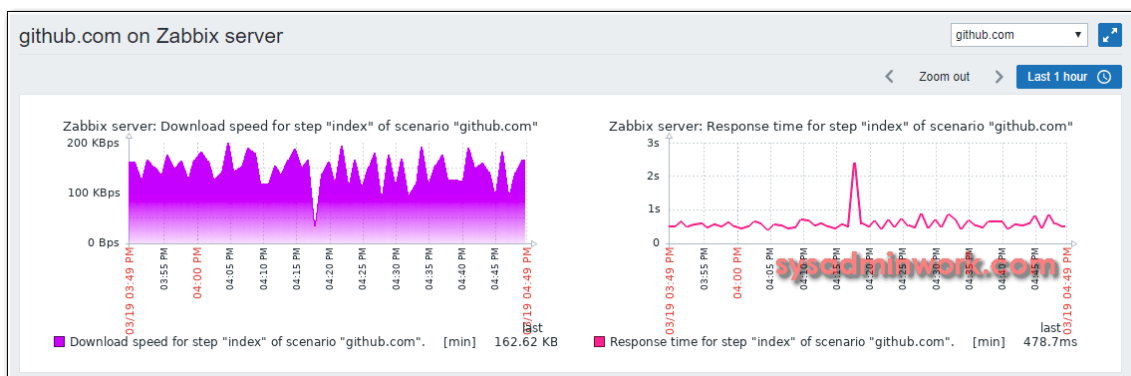 github.com on Zabbix server
github.com
Zoom out
Last 1 hour
Zabbix server: Download speed for step "index" of scenario "github.com"
200 KBps
100 KBps
0 Bps
03/19 03:49 PM
03:55 PM
04:00 PM
04:05 PM
04:10 PM
04:15 PM
04:22 PM
04:25 PM
04:30 PM
04:35 PM
04:40 PM
04:45 PM
03/19 04:49 PM
last
Download speed for step "index" of scenario "github.com". [min] 162.62 KB
Zabbix server: Response time for step "index" of scenario "github.com"
3s
2s
1s
0
03/19 03:49 PM
03:55 PM
04:00 PM
04:05 PM
04:10 PM
04:15 PM
04:20 PM
04:25 PM
04:30 PM
04:35 PM
04:40 PM
04:45 PM
03/19 04:49 PM
sysadminwork.com
last
Response time for step "index" of scenario "github.com". [min] 478.7ms